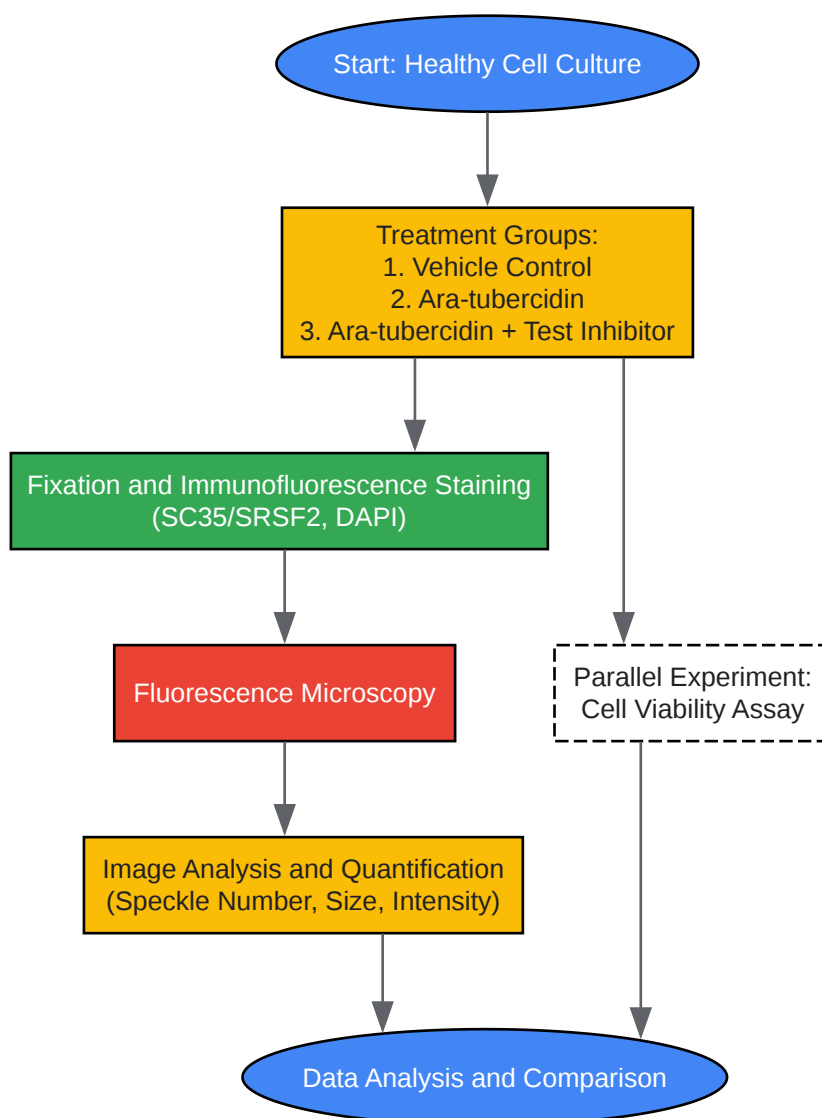 Start: Healthy Cell Culture
Treatment Groups:
1. Vehicle Control
2. Ara-tubercidin
3. Ara-tubercidin + Test Inhibitor
Fixation and Immunofluorescence Staining
(SC35/SRSF2, DAPI)
Fluorescence Microscopy
Parallel Experiment:
Cell Viability Assay
Image Analysis and Quantification
(Speckle Number, Size, Intensity)
Data Analysis and Comparison